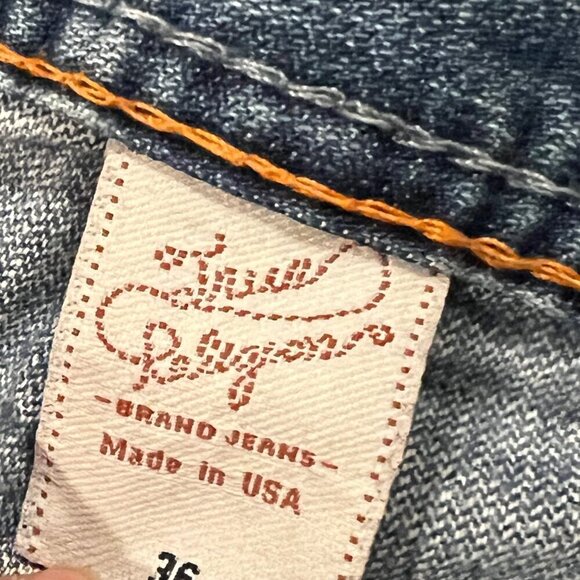 True
Religion
-BRAND JEANS-
Made in USA
36